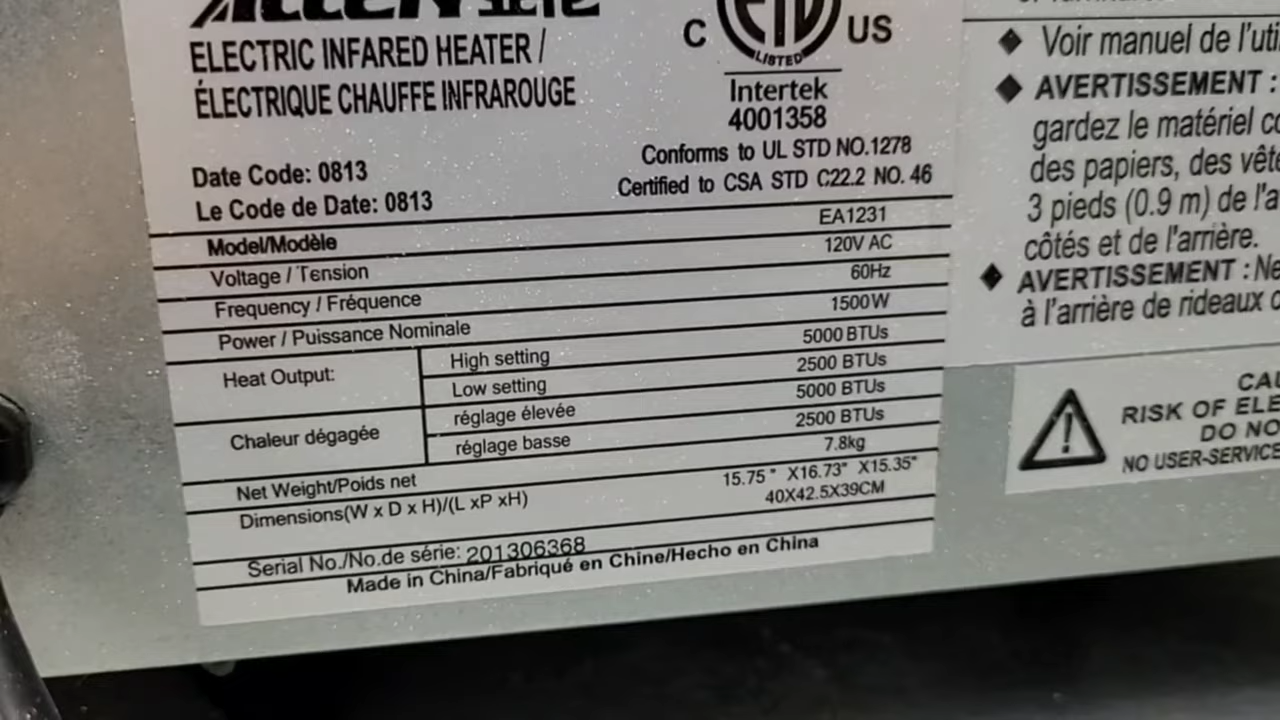 ELECTRIC INFARED HEATER /
ÉLECTRIQUE CHAUFFE INFRAROUGE
Date Code: 0813
Le Code de Date: 0813
C ETL US
LISTED
Intertek
4001358
Conforms to UL STD NO.1278
Certified to CSA STD C22.2 NO. 46
Model/Modèle EA1231
Voltage / Tension 120V AC
Frequency / Fréquence 60Hz
Power / Puissance Nominale 1500W
Heat Output: High setting 5000 BTUs
Low setting 2500 BTUs
Chaleur dégagée réglage élevée 5000 BTUs
réglage basse 2500 BTUs
Net Weight/Poids net 7.8kg
Dimensions(W x D x H)/(L xP xH) 15.75" X16.73" X15.35"
40X42.5X39CM
Serial No./No.de série: 201306368
Made in China/Fabriqué en Chine/Hecho en China
Voir manuel de l'uti
AVERTISSEMENT :
gardez le matériel co
des papiers, des vête
3 pieds (0.9 m) de l'a
côtés et de l'arrière.
AVERTISSEMENT : Ne
à l'arrière de rideaux
CAU
RISK OF ELE
DO NO
NO USER-SERVICE